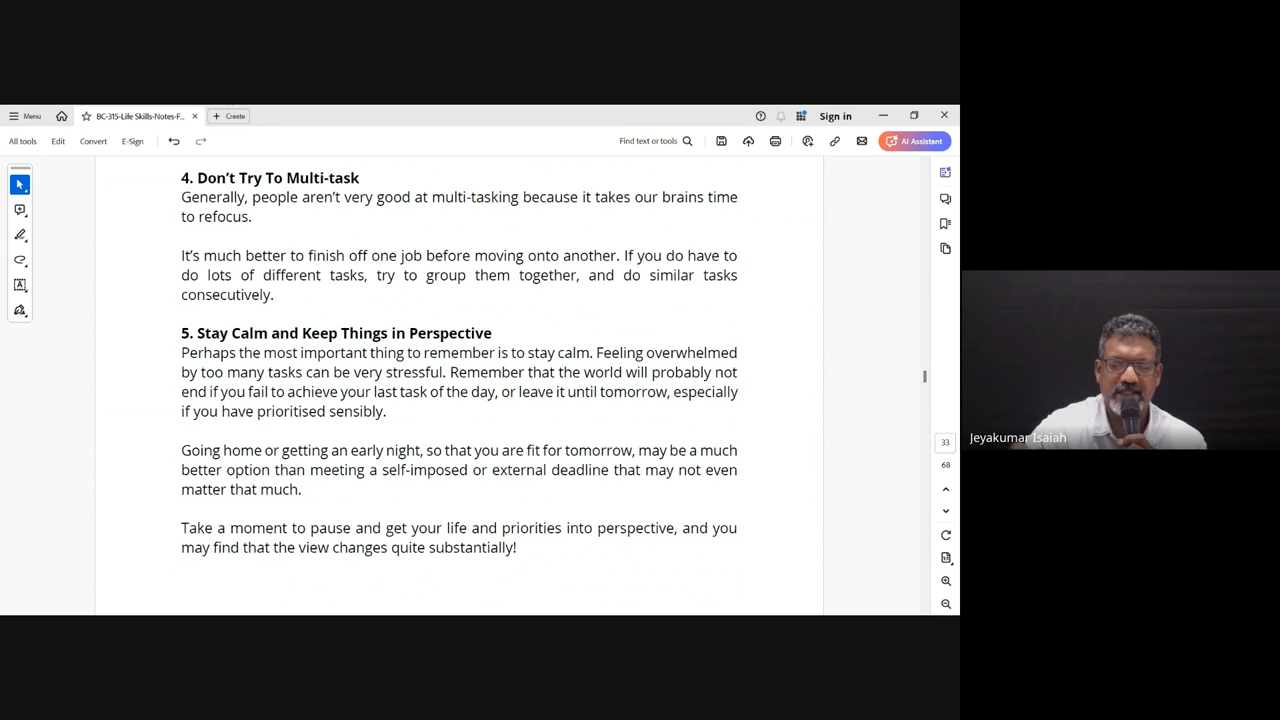 Menu
BC-315-Life Skills-Notes-F...
Create
Sign in
All tools
Edit
Convert
E-Sign
Find text or tools
AI Assistant
4. Don’t Try To Multi-task
Generally, people aren’t very good at multi-tasking because it takes our brains time
to refocus.
It’s much better to finish off one job before moving onto another. If you do have to
do lots of different tasks, try to group them together, and do similar tasks
consecutively.
5. Stay Calm and Keep Things in Perspective
Perhaps the most important thing to remember is to stay calm. Feeling overwhelmed
by too many tasks can be very stressful. Remember that the world will probably not
end if you fail to achieve your last task of the day, or leave it until tomorrow, especially
if you have prioritised sensibly.
Going home or getting an early night, so that you are fit for tomorrow, may be a much
better option than meeting a self-imposed or external deadline that may not even
matter that much.
Take a moment to pause and get your life and priorities into perspective, and you
may find that the view changes quite substantially!
33
68
Jeyakumar Isaiah